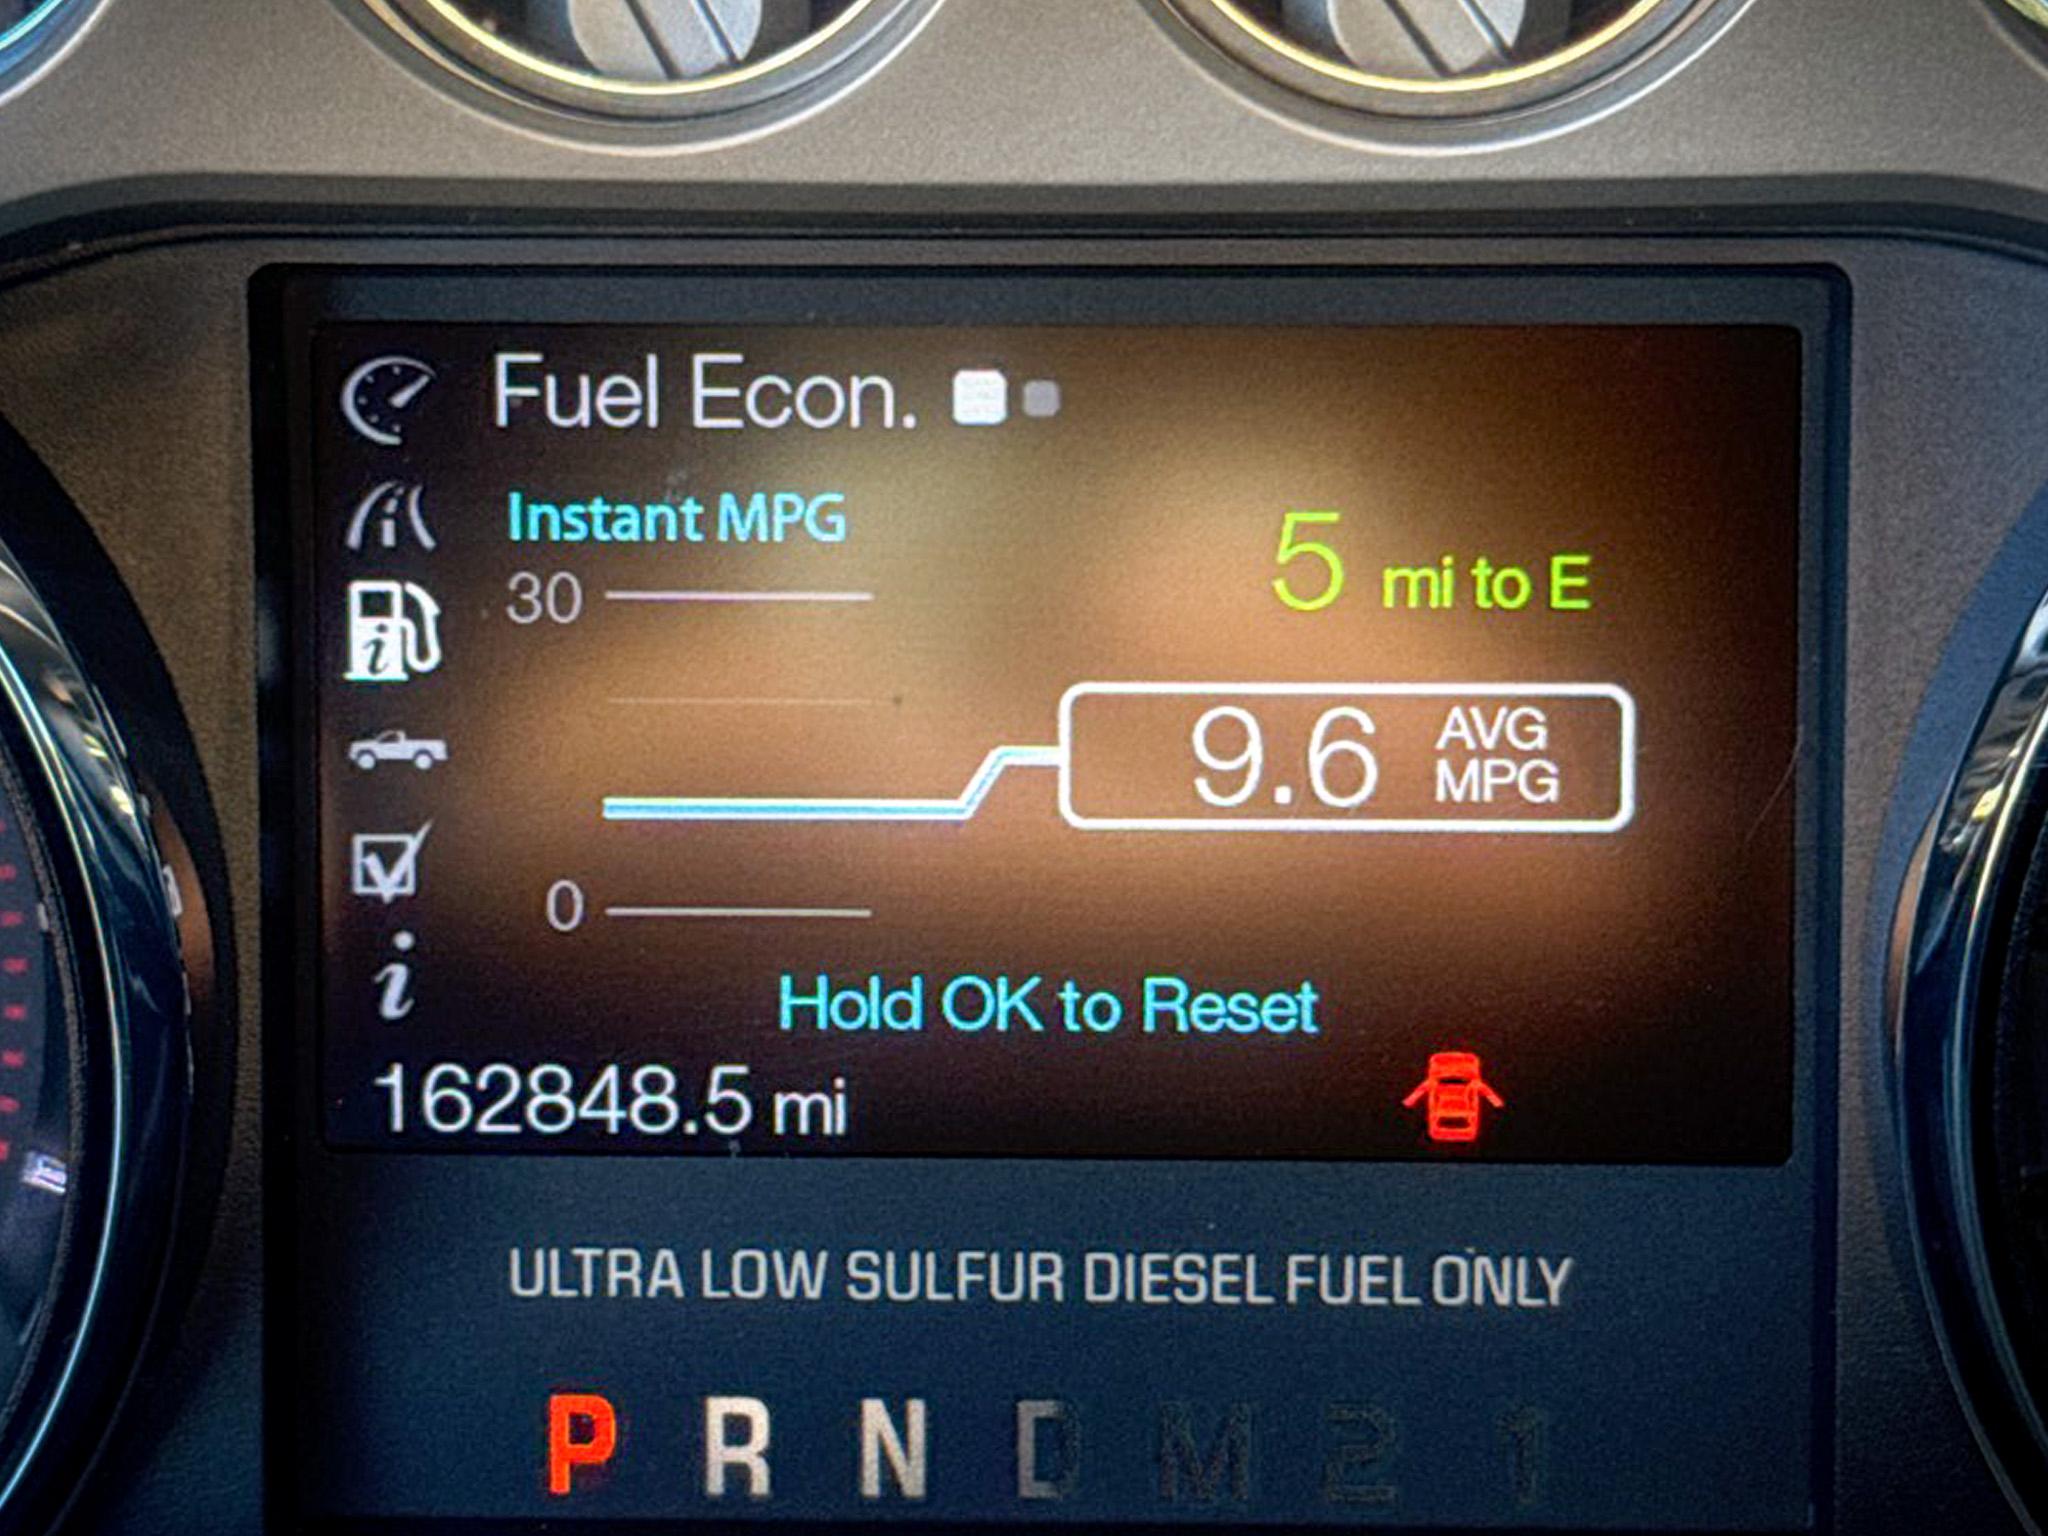 Fuel Econ.
Instant MPG
30
5 mi to E
9.6 AVG MPG
0
Hold OK to Reset
162848.5 mi
ULTRA LOW SULFUR DIESEL FUEL ONLY
P R N D M 2 1